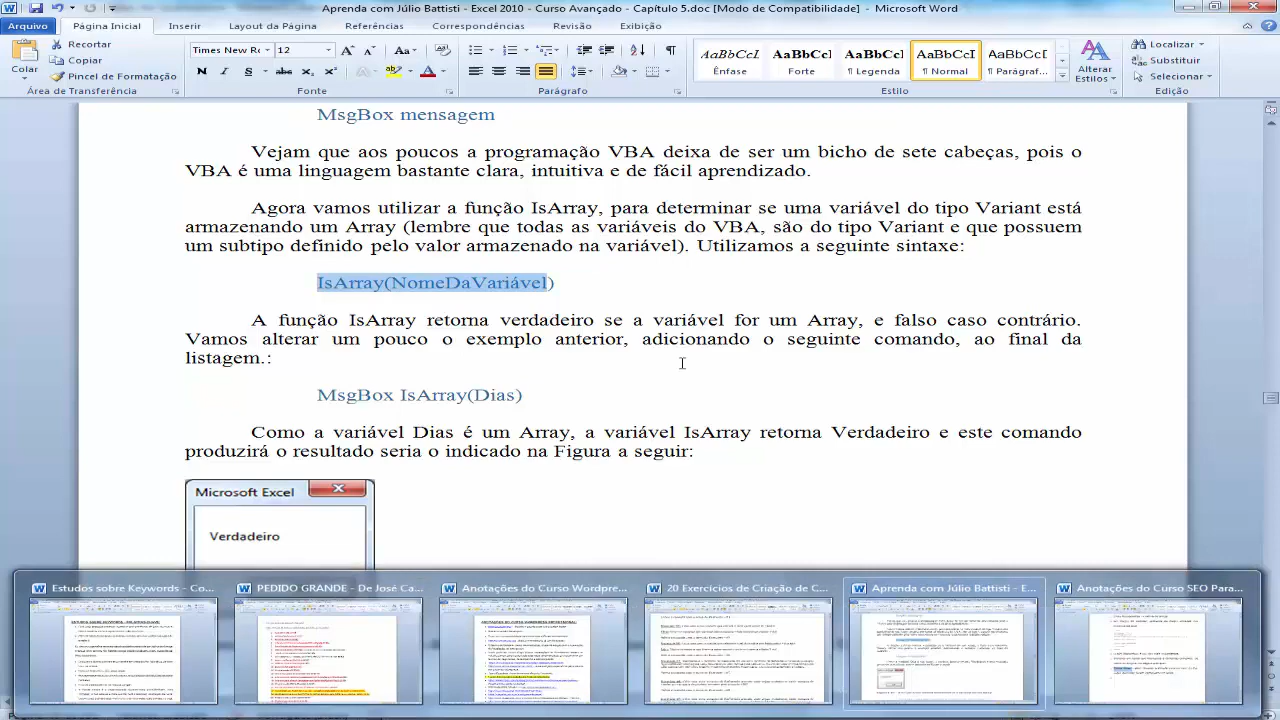 Aprenda com Júlio Battisti - Excel 2010 - Curso Avançado - Capítulo 5.doc [Modo de Compatibilidade] - Microsoft Word
Arquivo Página Inicial Inserir Layout da Página Referências Correspondências Revisão Exibição
Colar
Recortar
Copiar
Pincel de Formatação
Área de Transferência
Times New Ro 12
N I S abc x₂ x²
Fonte
Parágrafo
AaBbCcI AaBbCcI AaBbCcI AaBbCcI AaBbCcI
Ênfase Forte ¶ Legenda ¶ Normal ¶ Parágraf...
Alterar Estilos
Estilo
Localizar
Substituir
Selecionar
Edição
MsgBox mensagem
Vejam que aos poucos a programação VBA deixa de ser um bicho de sete cabeças, pois o
VBA é uma linguagem bastante clara, intuitiva e de fácil aprendizado.
Agora vamos utilizar a função IsArray, para determinar se uma variável do tipo Variant está
armazenando um Array (lembre que todas as variáveis do VBA, são do tipo Variant e que possuem
um subtipo definido pelo valor armazenado na variável). Utilizamos a seguinte sintaxe:
IsArray(NomeDaVariável)
A função IsArray retorna verdadeiro se a variável for um Array, e falso caso contrário.
Vamos alterar um pouco o exemplo anterior, adicionando o seguinte comando, ao final da
listagem.:
MsgBox IsArray(Dias)
Como a variável Dias é um Array, a variável IsArray retorna Verdadeiro e este comando
produzirá o resultado seria o indicado na Figura a seguir:
Microsoft Excel
Verdadeiro
Estudos sobre Keywords - Co... PEDIDO GRANDE - De José Ca... Anotações do Curso Wordpre... 20 Exercícios de Criação de C... Aprenda com Júlio Battisti - E... Anotações do Curso SEO Para...